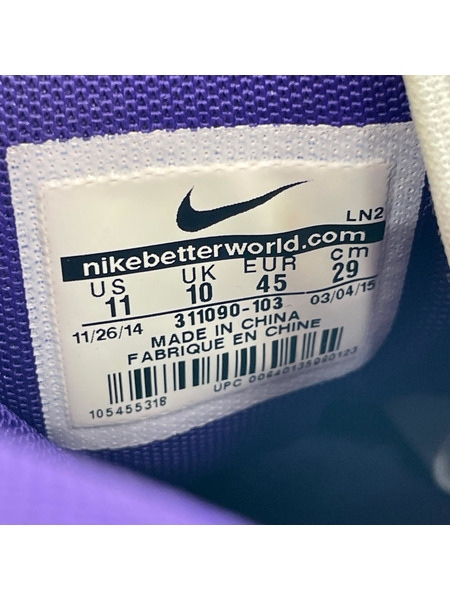 LN2
nikebetterworld.com
US UK EUR cm
11 10 45 29
11/26/14 311090-103 03/04/15
MADE IN CHINA
FABRIQUE EN CHINE
105455318 UPC 00640135090123